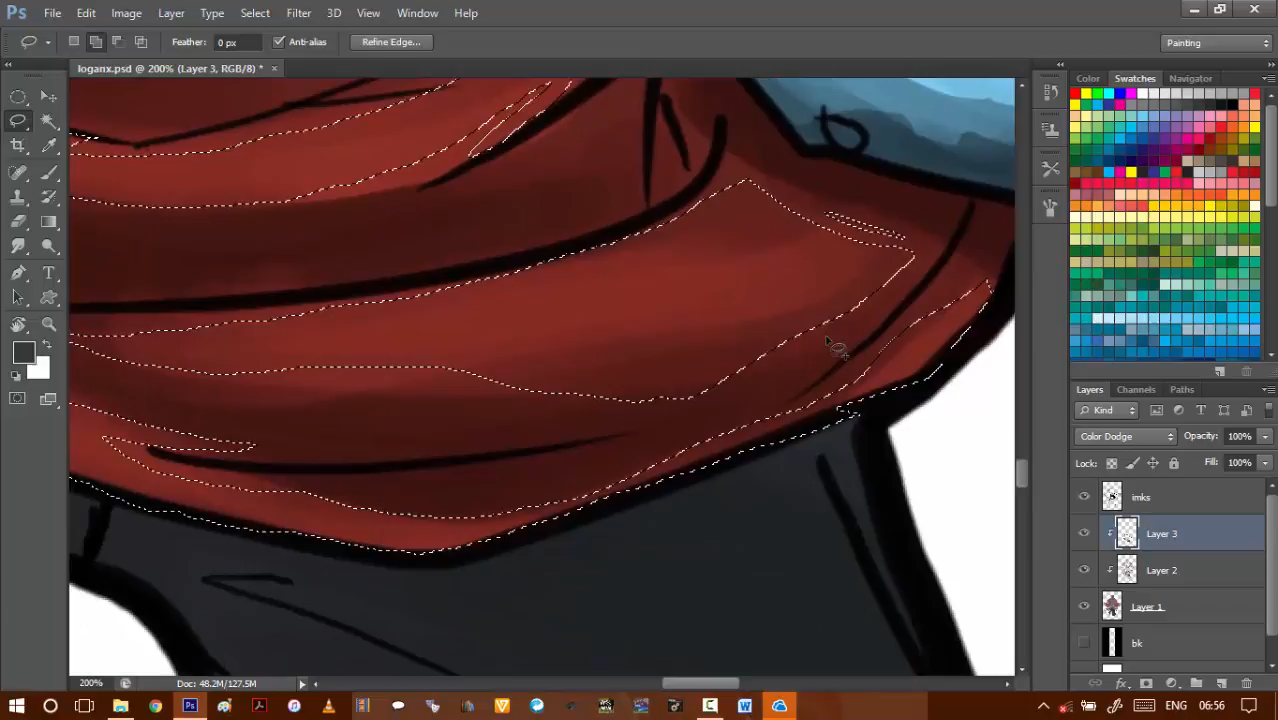 Ps File Edit Image Layer Type Select Filter 3D View Window Help
Feather: 0 px Anti-alias Refine Edge... Painting
loganx.psd @ 200% (Layer 3, RGB/8) * ×
Color Swatches Navigator
Layers Channels Paths
Kind
Color Dodge Opacity: 100%
Lock: Fill: 100%
imks
Layer 3
Layer 2
Layer 1
bk
200% Doc: 48.2M/127.5M
ENG 06:56